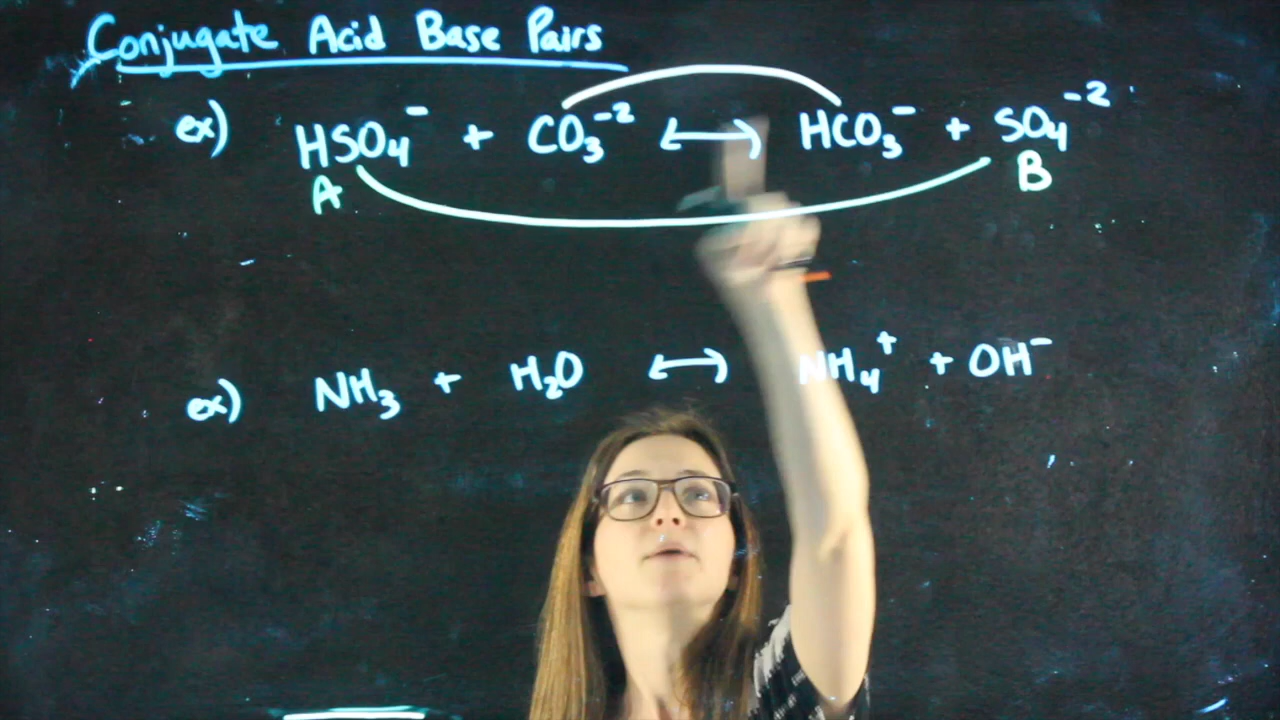 Conjugate Acid Base Pairs
ex) HSO₄⁻ + CO₃⁻² ↔ HCO₃⁻ + SO₄⁻²
A B
ex) NH₃ + H₂O ↔ NH₄⁺ + OH⁻